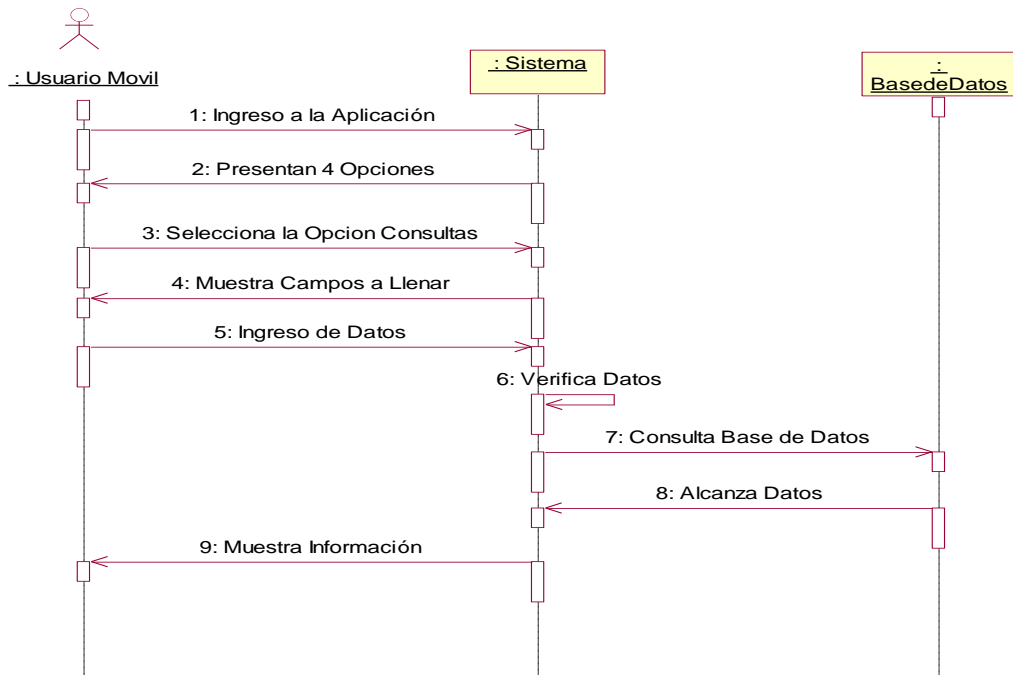 : Usuario Movil
: Sistema
:
BasedeDatos
1: Ingreso a la Aplicación
2: Presentan 4 Opciones
3: Selecciona la Opcion Consultas
4: Muestra Campos a Llenar
5: Ingreso de Datos
6: Verifica Datos
7: Consulta Base de Datos
8: Alcanza Datos
9: Muestra Información